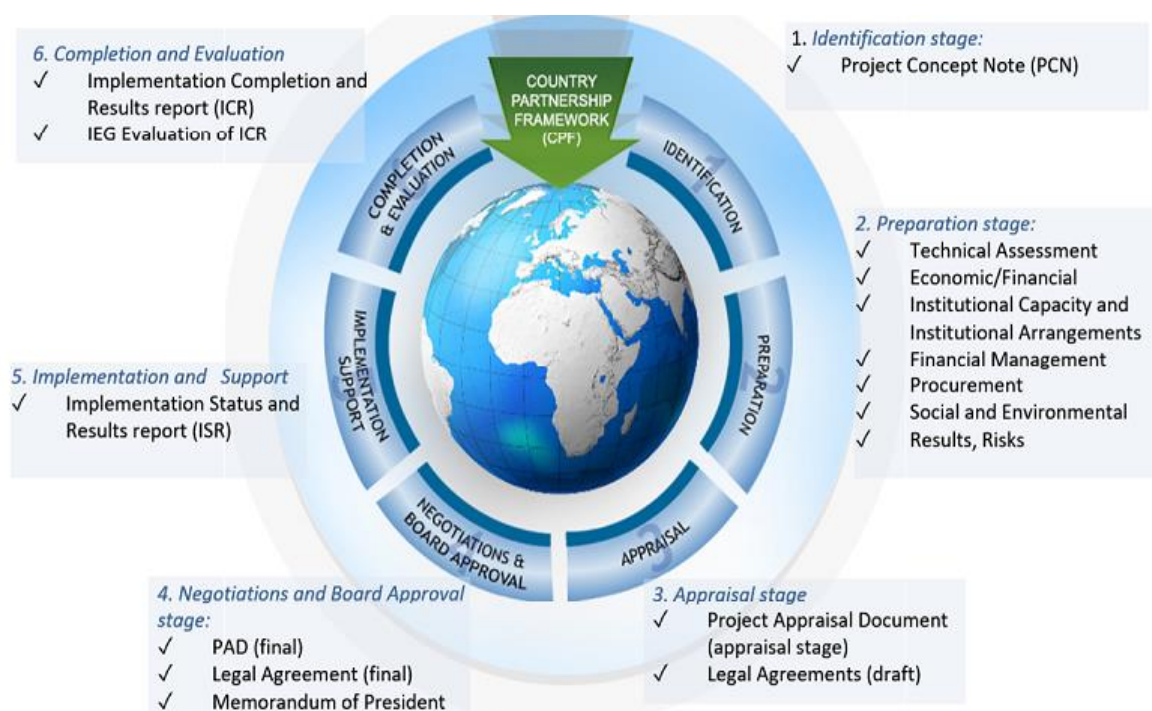 6. Completion and Evaluation
✓ Implementation Completion and
Results report (ICR)
✓ IEG Evaluation of ICR
COUNTRY
PARTNERSHIP
FRAMEWORK
(CPF)
1. Identification stage:
✓ Project Concept Note (PCN)
COMPLETION
& EVALUATION
1
IDENTIFICATION
2. Preparation stage:
✓ Technical Assessment
✓ Economic/Financial
✓ Institutional Capacity and
Institutional Arrangements
✓ Financial Management
✓ Procurement
✓ Social and Environmental
✓ Results, Risks
IMPLEMENTATION
SUPPORT
2
PREPARATION
5. Implementation and Support
✓ Implementation Status and
Results report (ISR)
NEGOTIATIONS &
BOARD APPROVAL
3
APPRAISAL
4. Negotiations and Board Approval
stage:
✓ PAD (final)
✓ Legal Agreement (final)
✓ Memorandum of President
3. Appraisal stage
✓ Project Appraisal Document
(appraisal stage)
✓ Legal Agreements (draft)